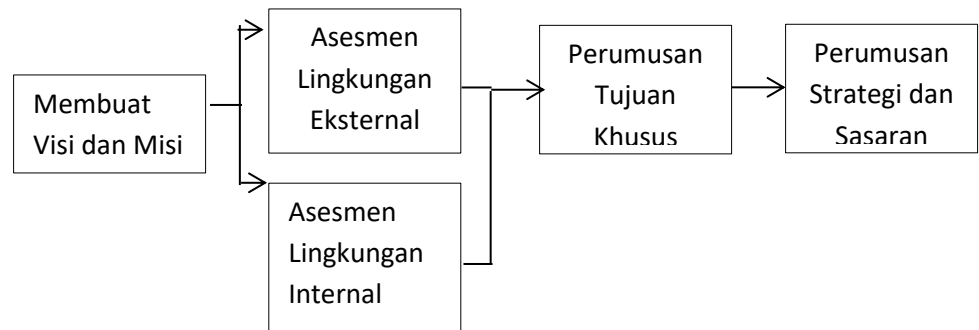 Membuat
Visi dan Misi
Asesmen
Lingkungan
Eksternal
Asesmen
Lingkungan
Internal
Perumusan
Tujuan
Khusus
Perumusan
Strategi dan
Sasaran